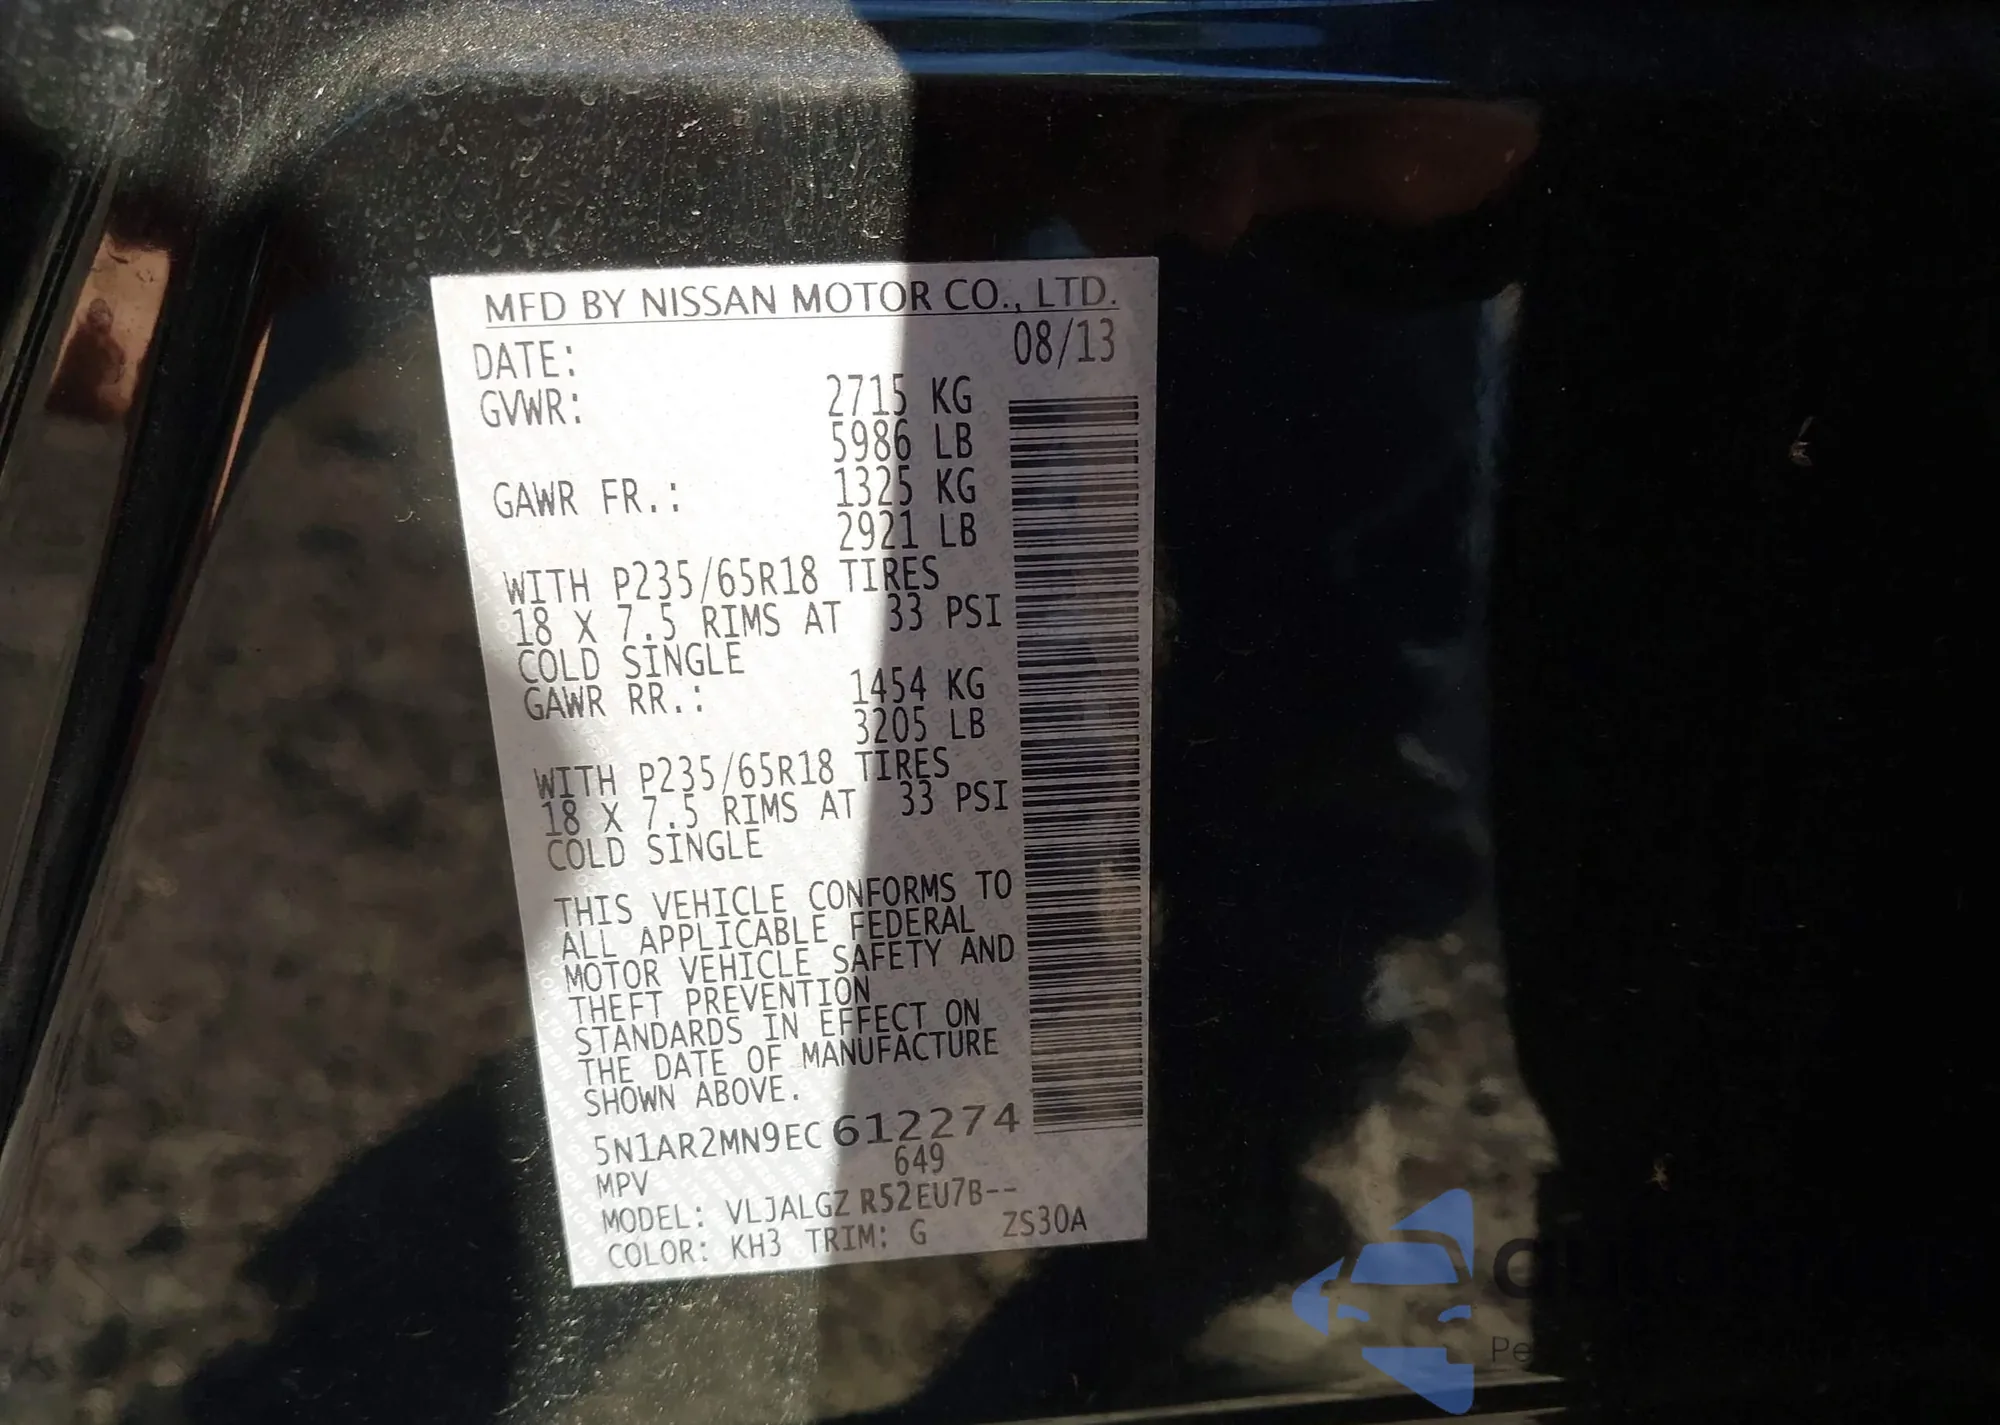 MFD BY NISSAN MOTOR CO., LTD.
DATE: 08/13
GVWR: 2715 KG
5986 LB
GAWR FR.: 1325 KG
2921 LB
WITH P235/65R18 TIRES
18 X 7.5 RIMS AT 33 PSI
COLD SINGLE
GAWR RR.: 1454 KG
3205 LB
WITH P235/65R18 TIRES
18 X 7.5 RIMS AT 33 PSI
COLD SINGLE
THIS VEHICLE CONFORMS TO
ALL APPLICABLE FEDERAL
MOTOR VEHICLE SAFETY AND
THEFT PREVENTION
STANDARDS IN EFFECT ON
THE DATE OF MANUFACTURE
SHOWN ABOVE.
5N1AR2MN9EC 612274
MPV 649
MODEL: VLJALGZ R52EU7B--
COLOR: KH3 TRIM: G ZS30A